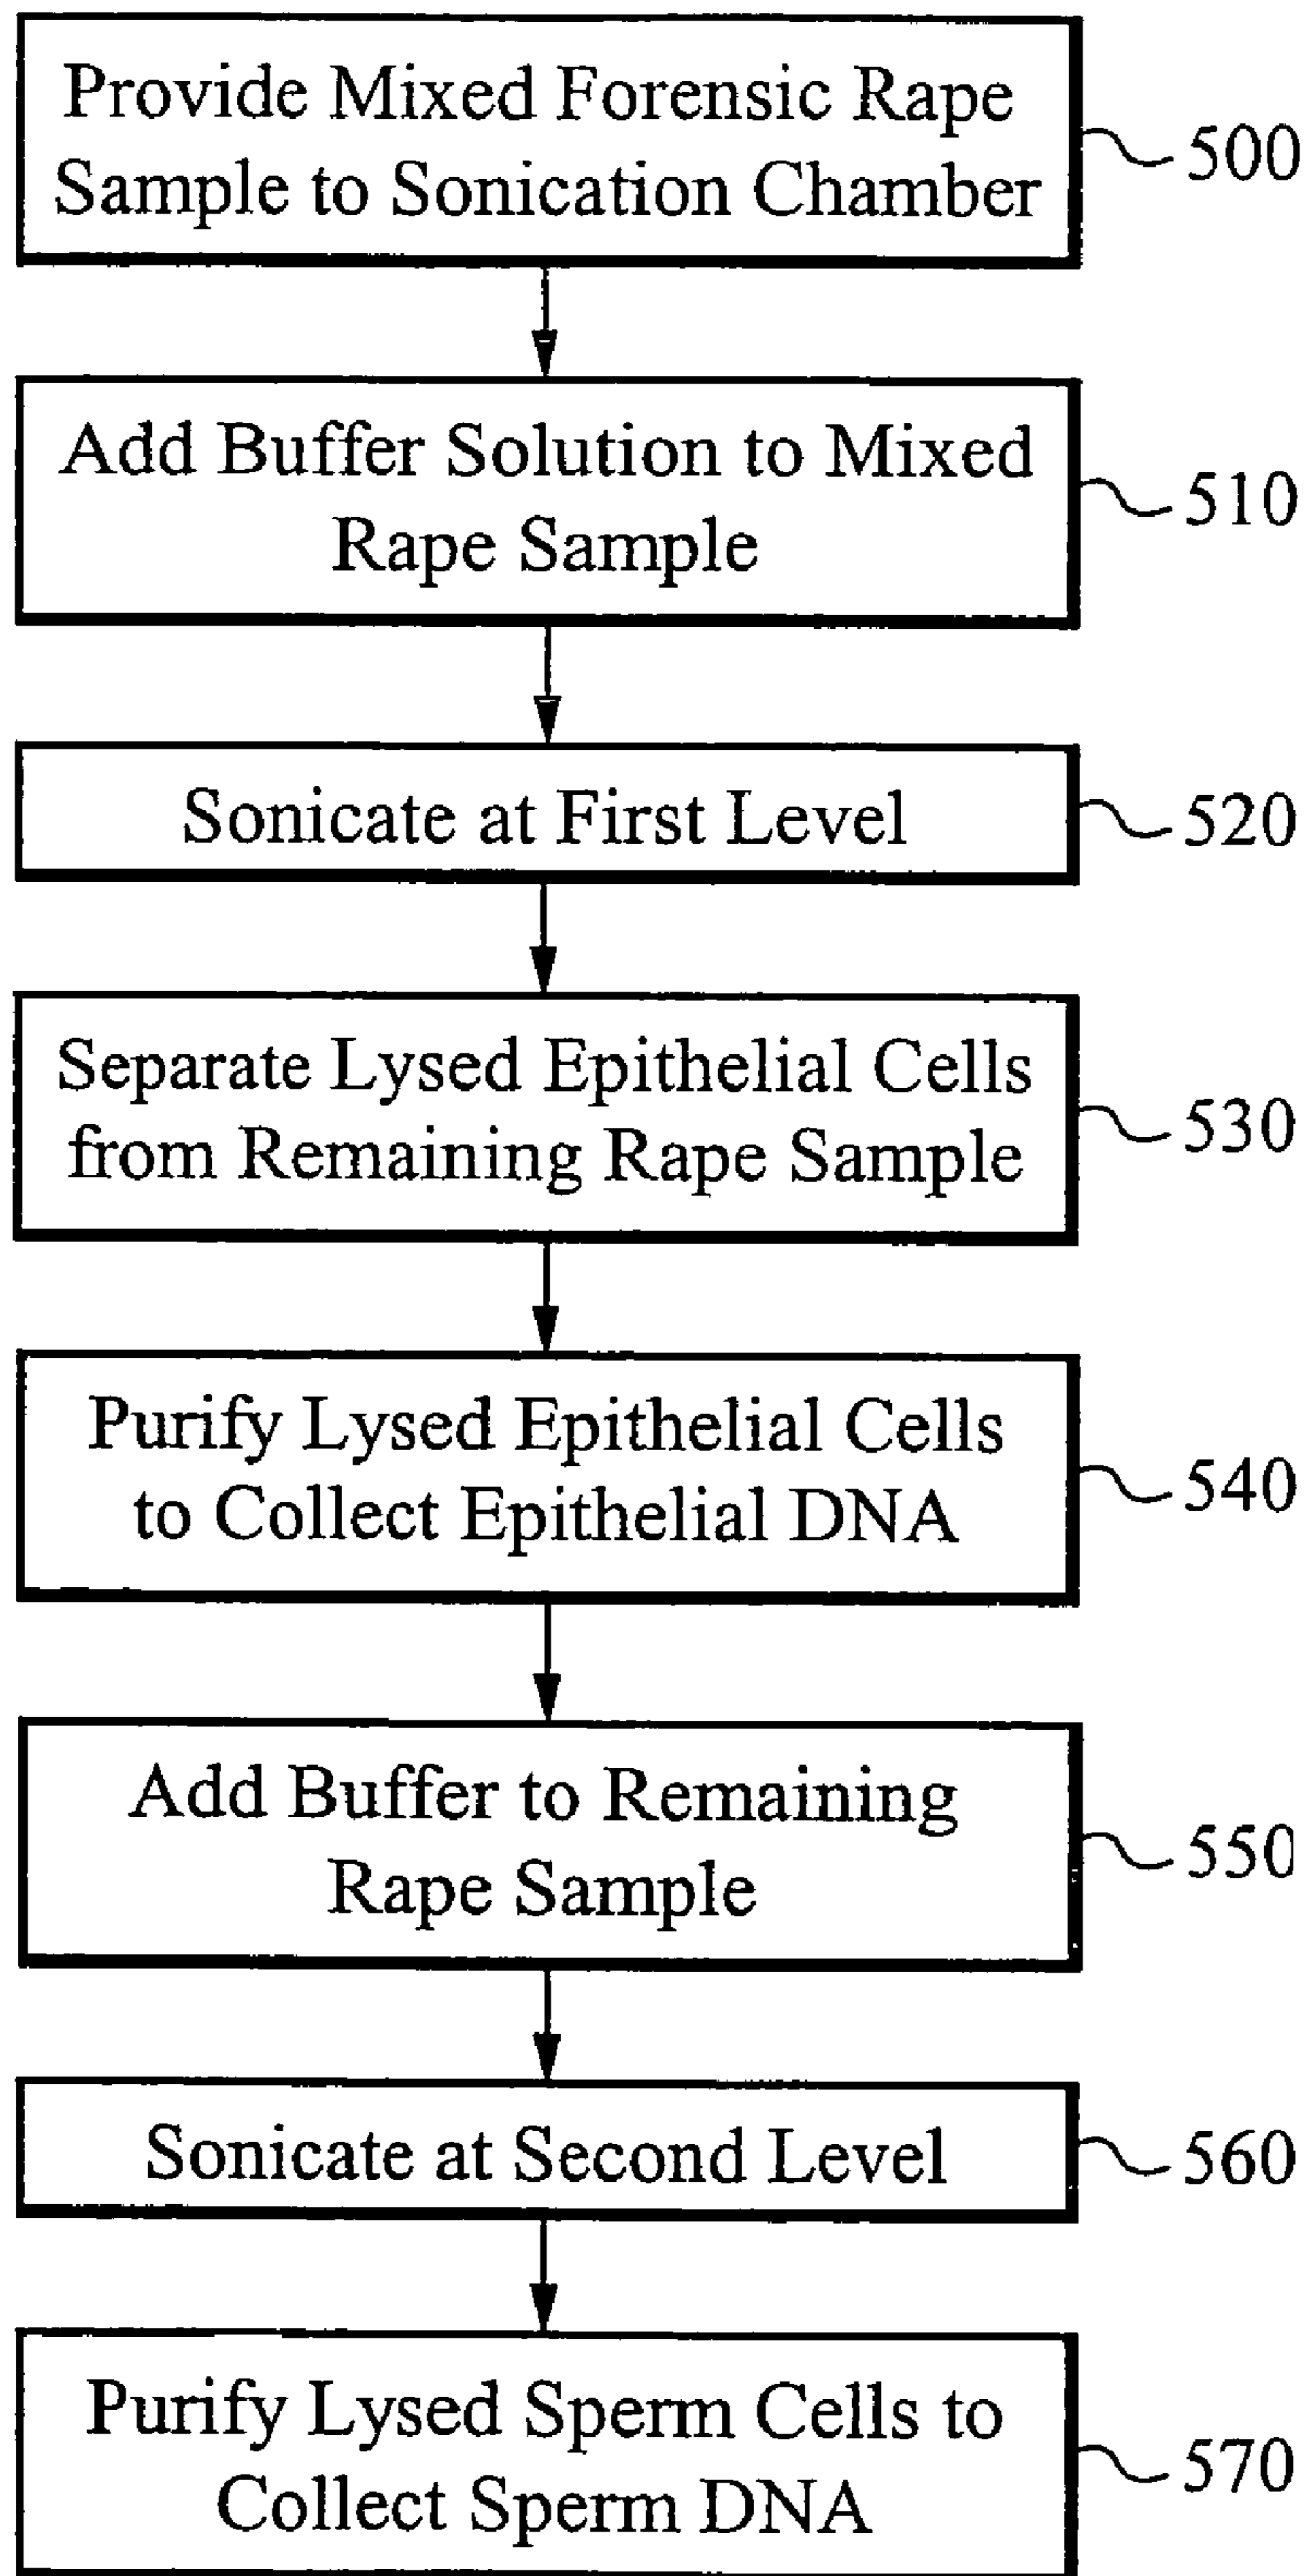 Provide Mixed Forensic Rape
Sample to Sonication Chamber
500
Add Buffer Solution to Mixed
Rape Sample
510
Sonicate at First Level
520
Separate Lysed Epithelial Cells
from Remaining Rape Sample
530
Purify Lysed Epithelial Cells
to Collect Epithelial DNA
540
Add Buffer to Remaining
Rape Sample
550
Sonicate at Second Level
560
Purify Lysed Sperm Cells to
Collect Sperm DNA
570